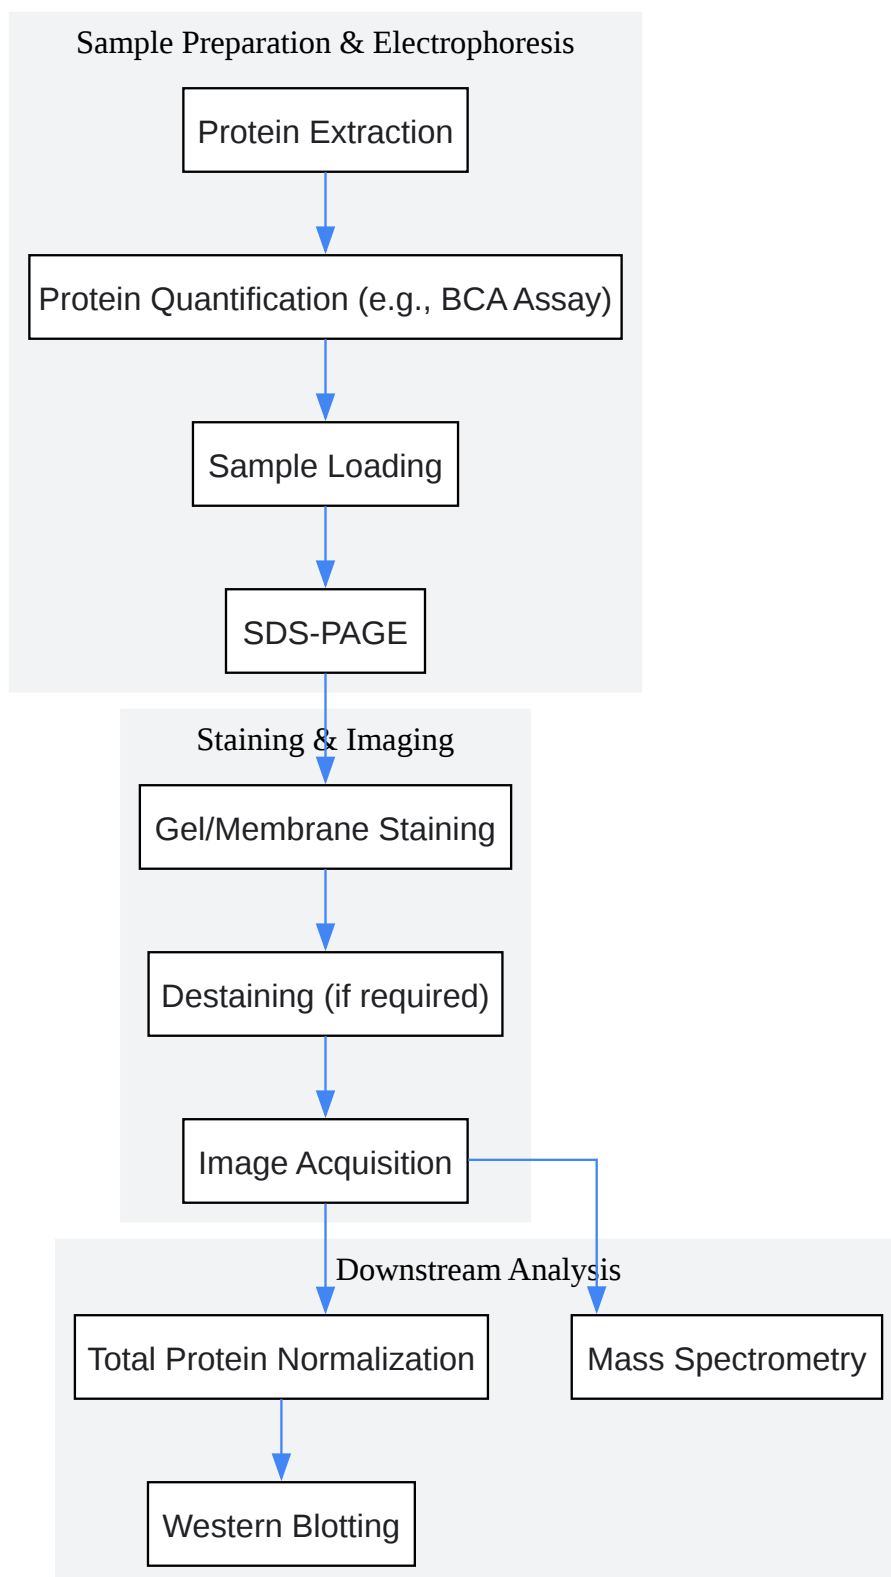 Sample Preparation & Electrophoresis
Protein Extraction
Protein Quantification (e.g., BCA Assay)
Sample Loading
SDS-PAGE
Staining & Imaging
Gel/Membrane Staining
Destaining (if required)
Image Acquisition
Downstream Analysis
Total Protein Normalization
Mass Spectrometry
Western Blotting